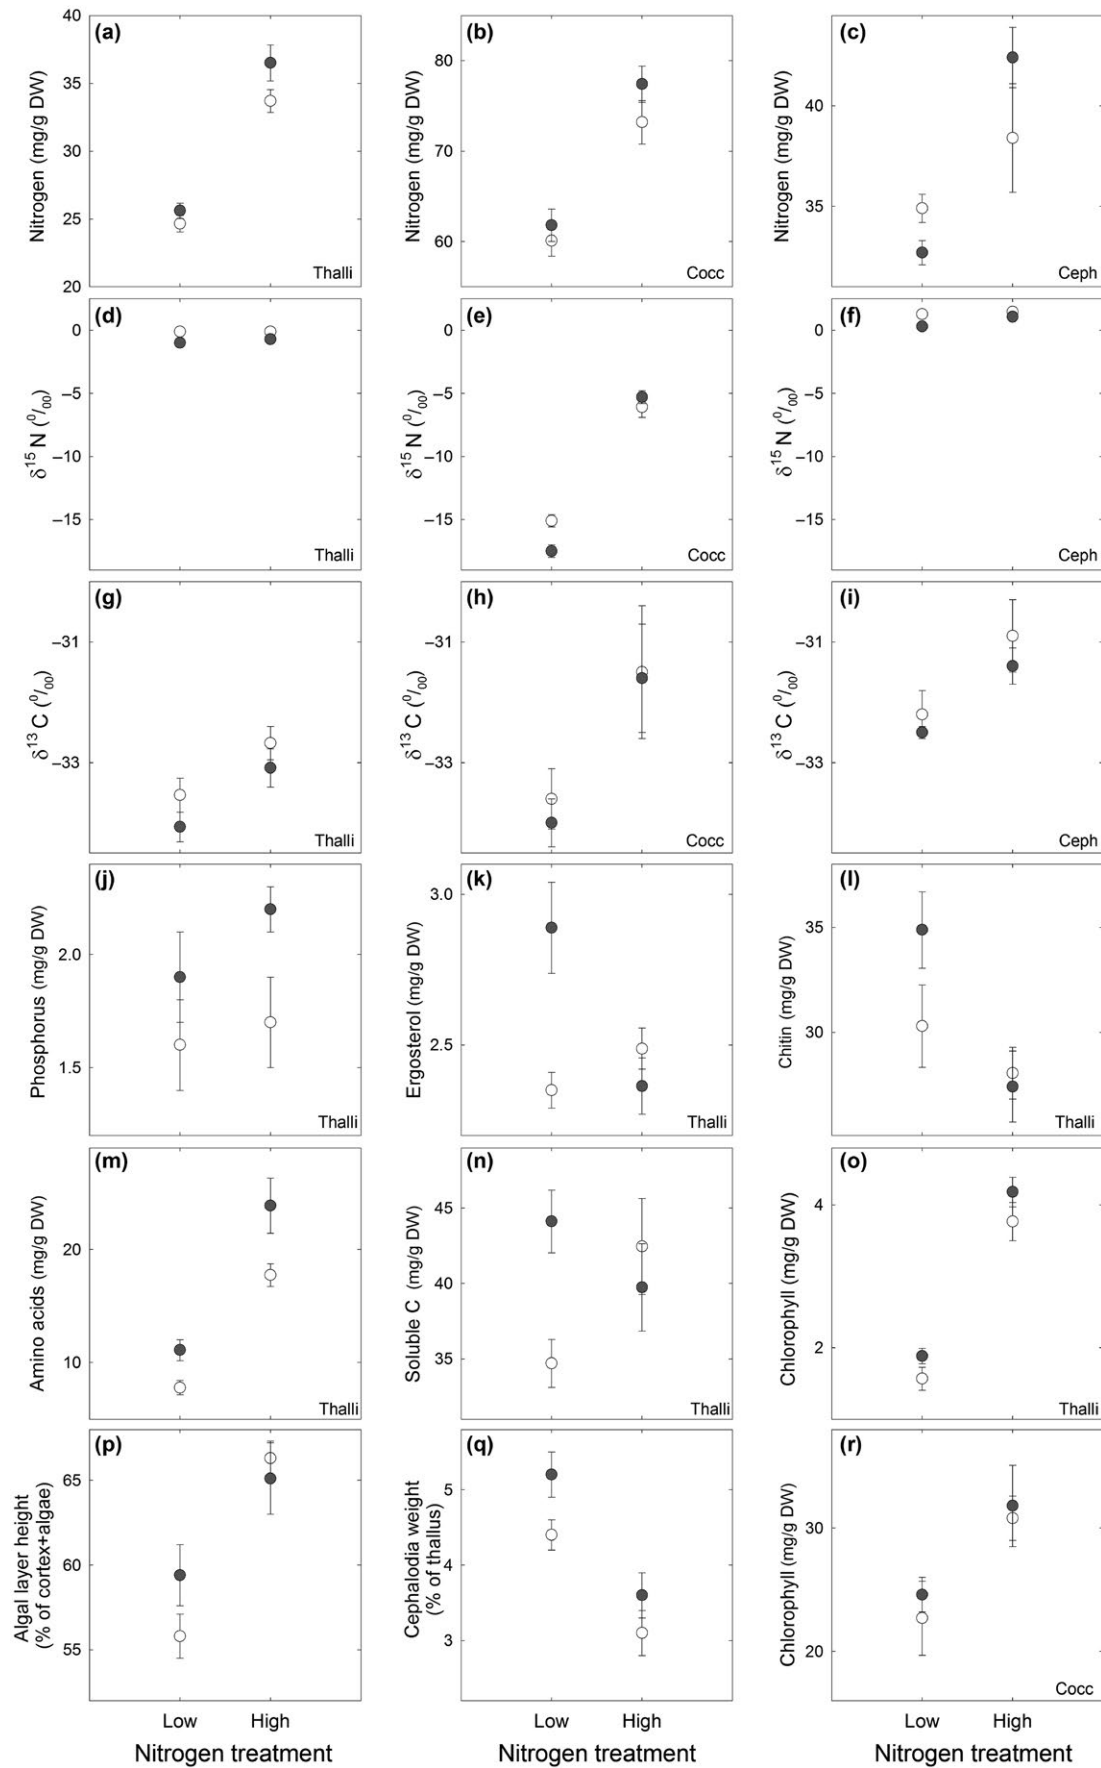 (a)
Nitrogen (mg/g DW)
40
35
30
25
20
Thalli
(b)
Nitrogen (mg/g DW)
80
70
60
Cocc
(c)
Nitrogen (mg/g DW)
40
35
Ceph
(d)
δ15 N (0/00)
0
–5
–10
–15
Thalli
(e)
δ15 N (0/00)
0
–5
–10
–15
Cocc
(f)
δ15 N (0/00)
0
–5
–10
–15
Ceph
(g)
δ13 C (0/00)
–31
–33
Thalli
(h)
δ13 C (0/00)
–31
–33
Cocc
(i)
δ13 C (0/00)
–31
–33
Ceph
(j)
Phosphorus (mg/g DW)
2.0
1.5
Thalli
(k)
Ergosterol (mg/g DW)
3.0
2.5
Thalli
(l)
Chitin (mg/g DW)
35
30
Thalli
(m)
Amino acids (mg/g DW)
20
10
Thalli
(n)
Soluble C (mg/g DW)
45
40
35
Thalli
(o)
Chlorophyll (mg/g DW)
4
2
Thalli
(p)
Algal layer height
(% of cortex+algae)
65
60
55
(q)
Cephalodia weight
(% of thallus)
5
4
3
(r)
Chlorophyll (mg/g DW)
30
20
Cocc
Low High
Nitrogen treatment
Low High
Nitrogen treatment
Low High
Nitrogen treatment